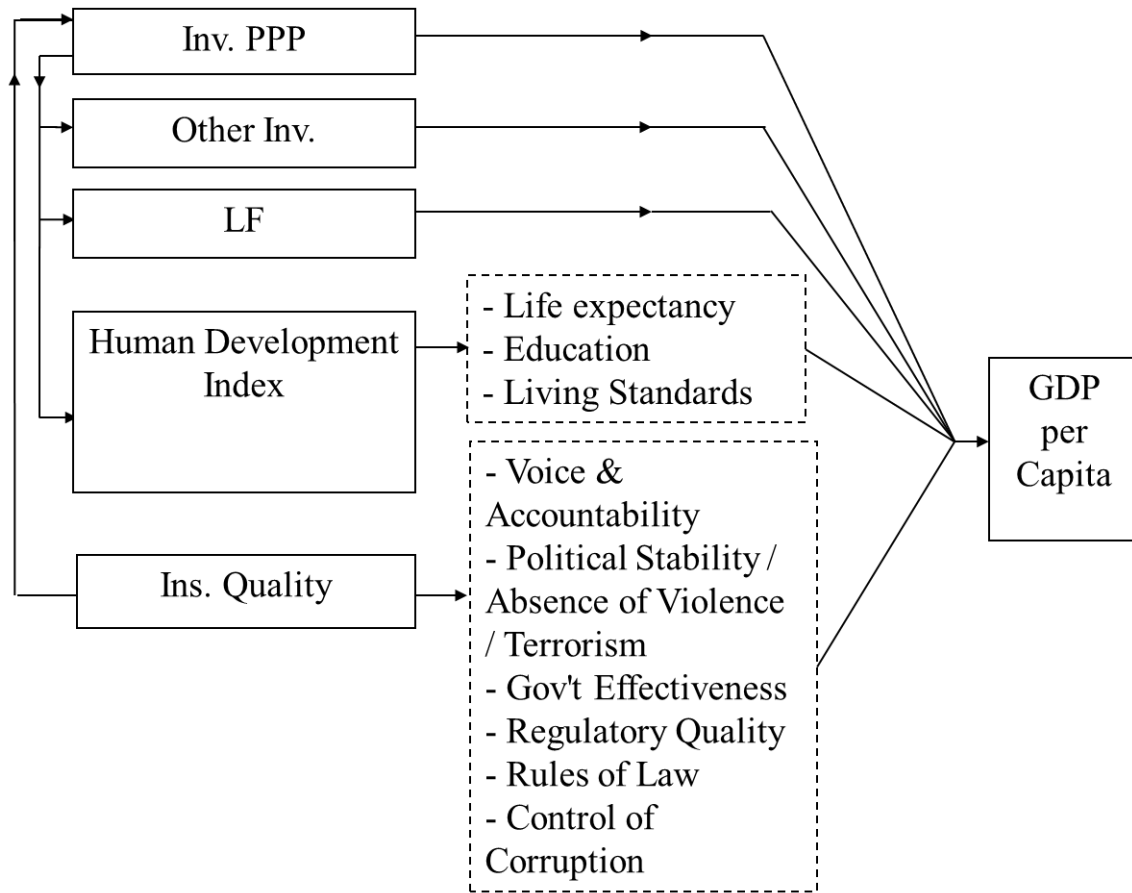 Inv. PPP
Other Inv.
LF
Human Development
Index
- Life expectancy
- Education
- Living Standards
GDP
per
Capita
Ins. Quality
- Voice &
Accountability
- Political Stability /
Absence of Violence
/ Terrorism
- Gov't Effectiveness
- Regulatory Quality
- Rules of Law
- Control of
Corruption